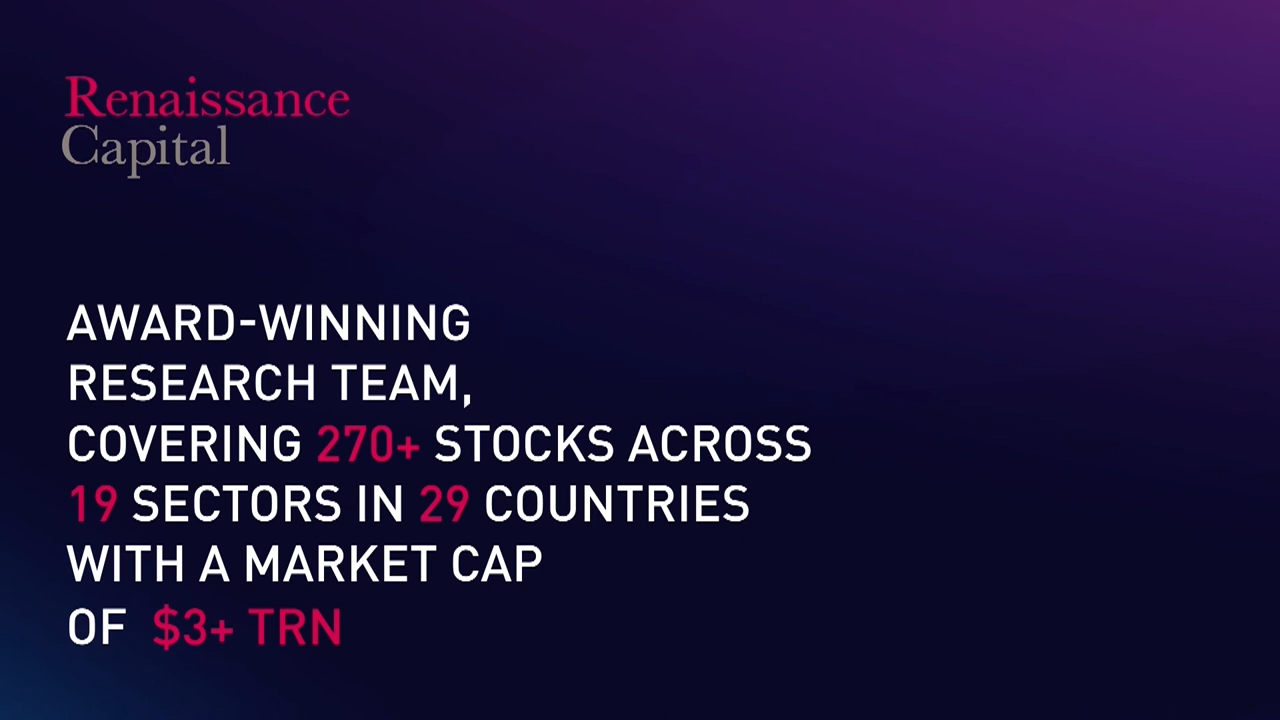 Renaissance
Capital
AWARD-WINNING
RESEARCH TEAM,
COVERING 270+ STOCKS ACROSS
19 SECTORS IN 29 COUNTRIES
WITH A MARKET CAP
OF $3+ TRN